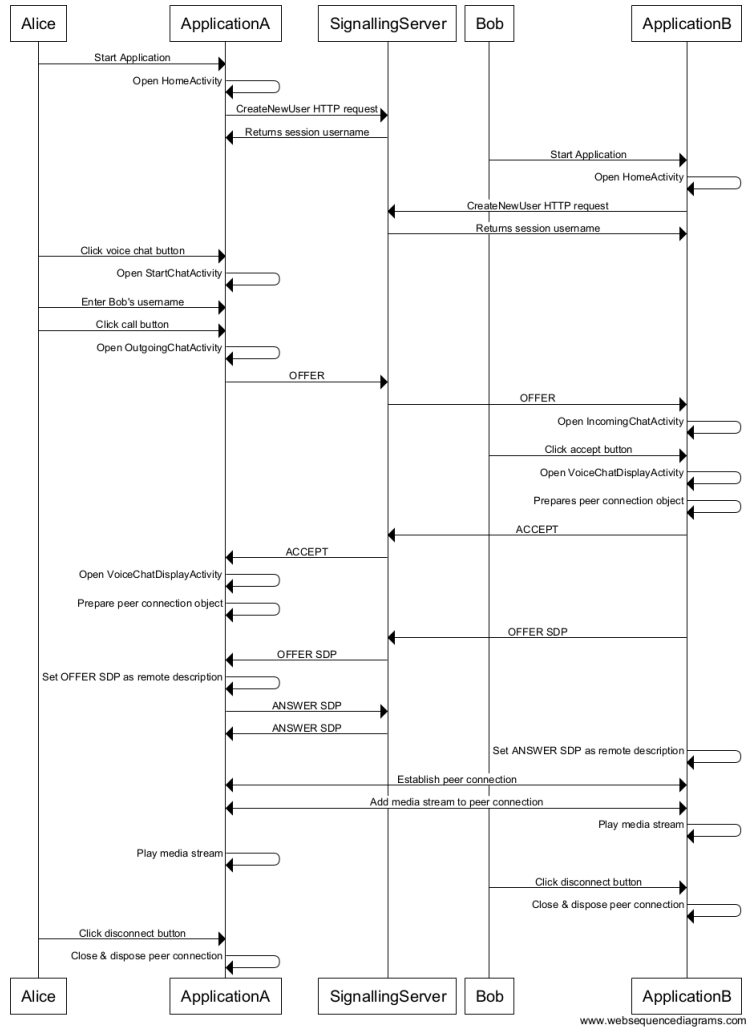 Alice ApplicationA SignallingServer Bob ApplicationB
Start Application
Open HomeActivity
CreateNewUser HTTP request
Returns session username
Start Application
Open HomeActivity
CreateNewUser HTTP request
Returns session username
Click voice chat button
Open StartChatActivity
Enter Bob's username
Click call button
Open OutgoingChatActivity
OFFER
OFFER
Open IncomingChatActivity
Click accept button
Open VoiceChatDisplayActivity
Prepares peer connection object
ACCEPT
ACCEPT
Open VoiceChatDisplayActivity
Prepare peer connection object
OFFER SDP
OFFER SDP
Set OFFER SDP as remote description
ANSWER SDP
ANSWER SDP
Set ANSWER SDP as remote description
Establish peer connection
Add media stream to peer connection
Play media stream
Play media stream
Click disconnect button
Close & dispose peer connection
Click disconnect button
Close & dispose peer connection
Alice ApplicationA SignallingServer Bob ApplicationB
www.websequencediagrams.com